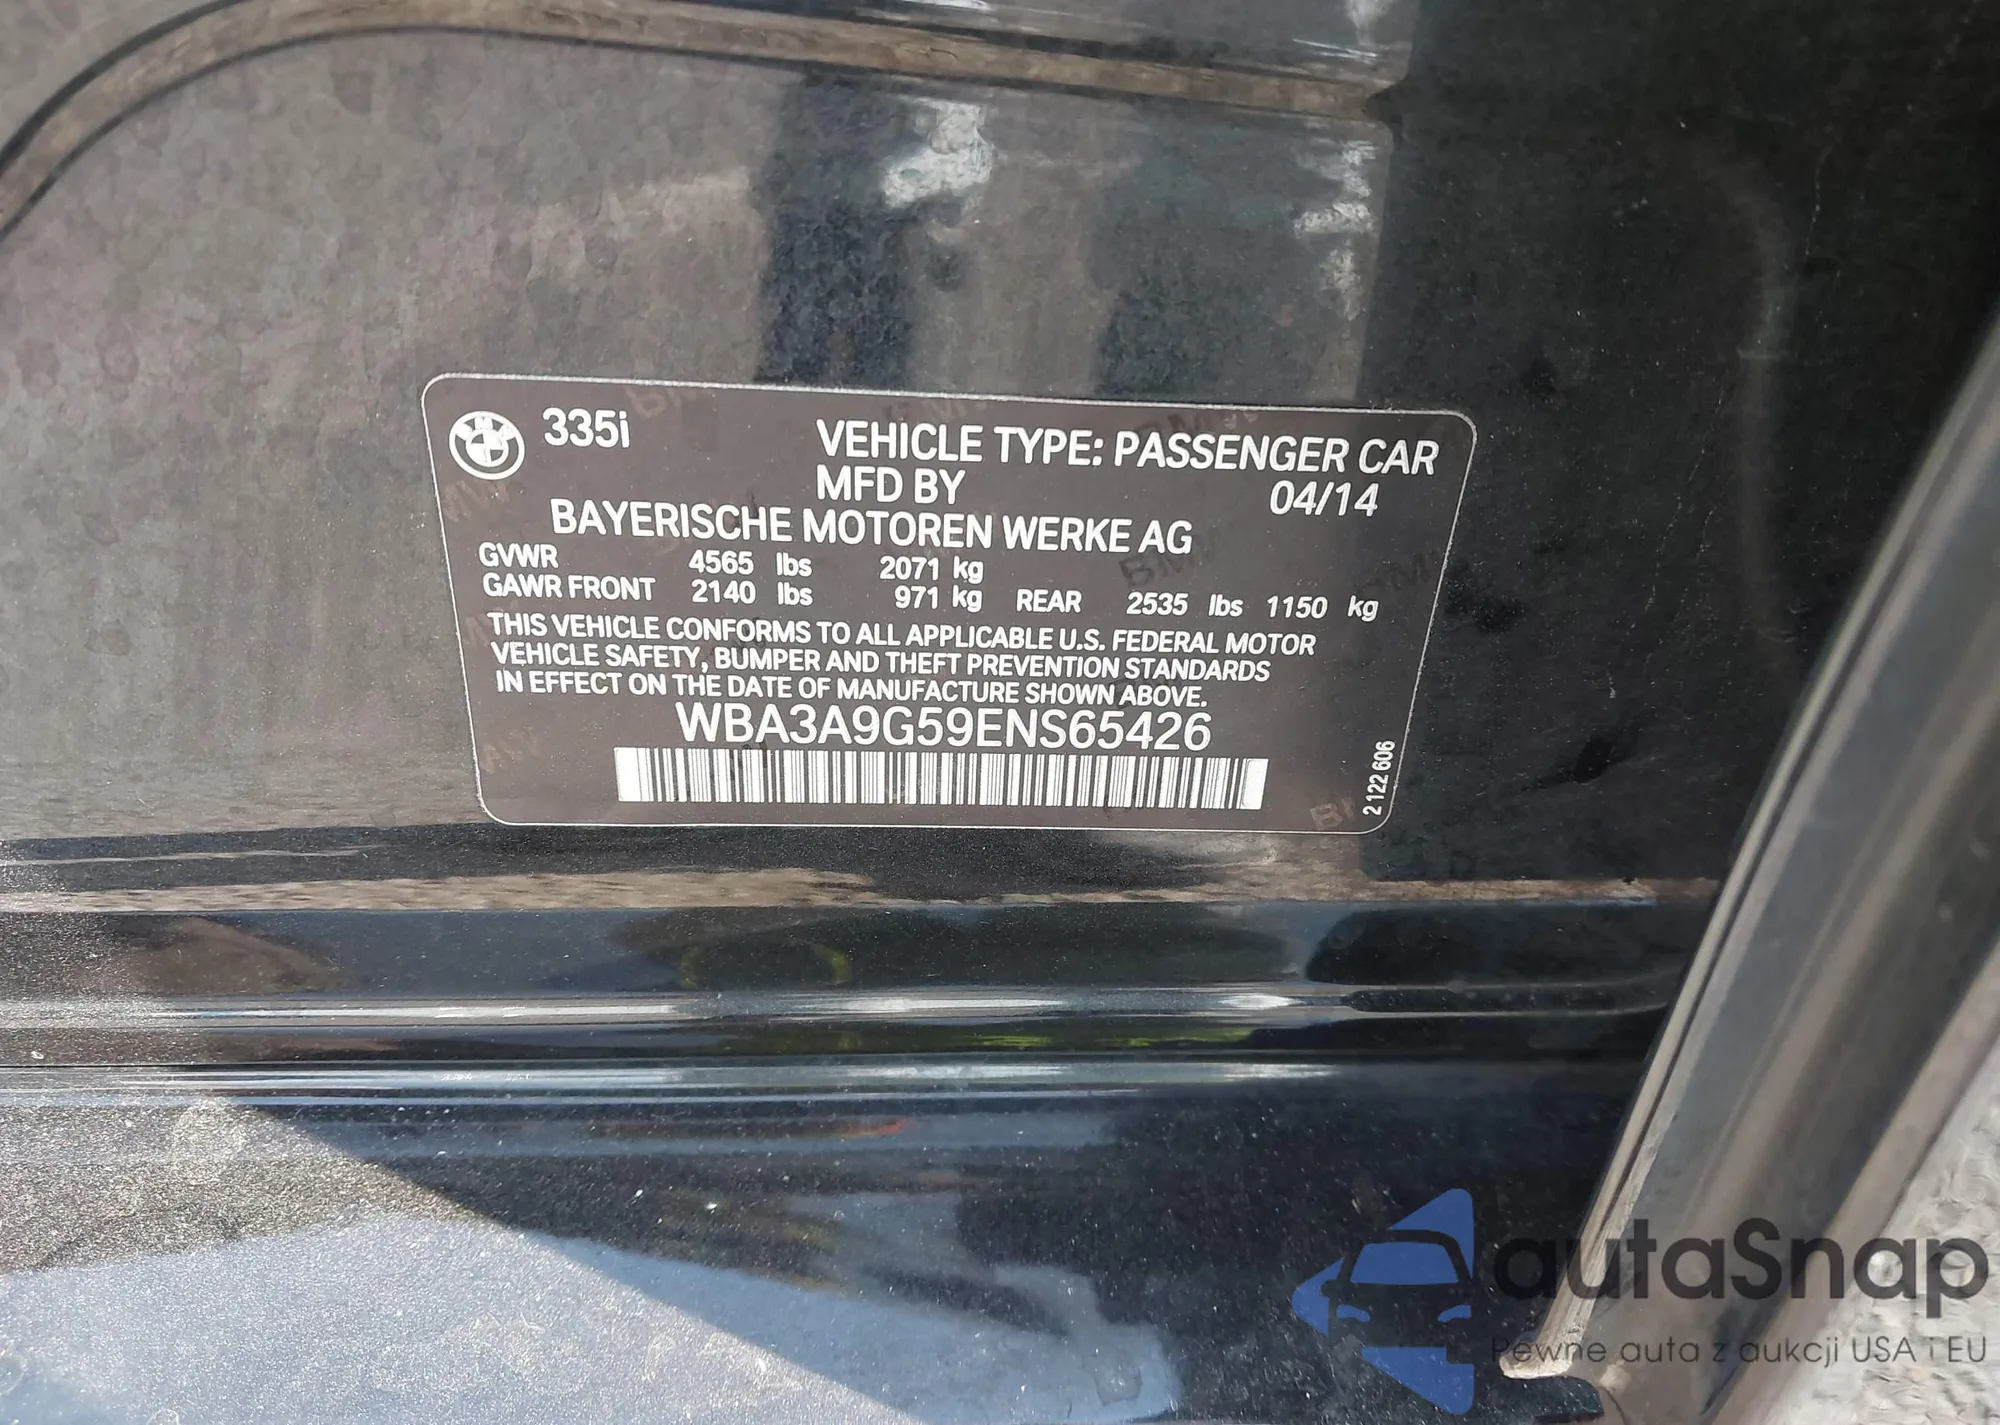 335i
VEHICLE TYPE: PASSENGER CAR
MFD BY 04/14
BAYERISCHE MOTOREN WERKE AG
GVWR 4565 lbs 2071 kg
GAWR FRONT 2140 lbs 971 kg REAR 2535 lbs 1150 kg
THIS VEHICLE CONFORMS TO ALL APPLICABLE U.S. FEDERAL MOTOR
VEHICLE SAFETY, BUMPER AND THEFT PREVENTION STANDARDS
IN EFFECT ON THE DATE OF MANUFACTURE SHOWN ABOVE.
WBA3A9G59ENS65426
2 122 606
autaSnap
Pewne auta z aukcji USA i EU